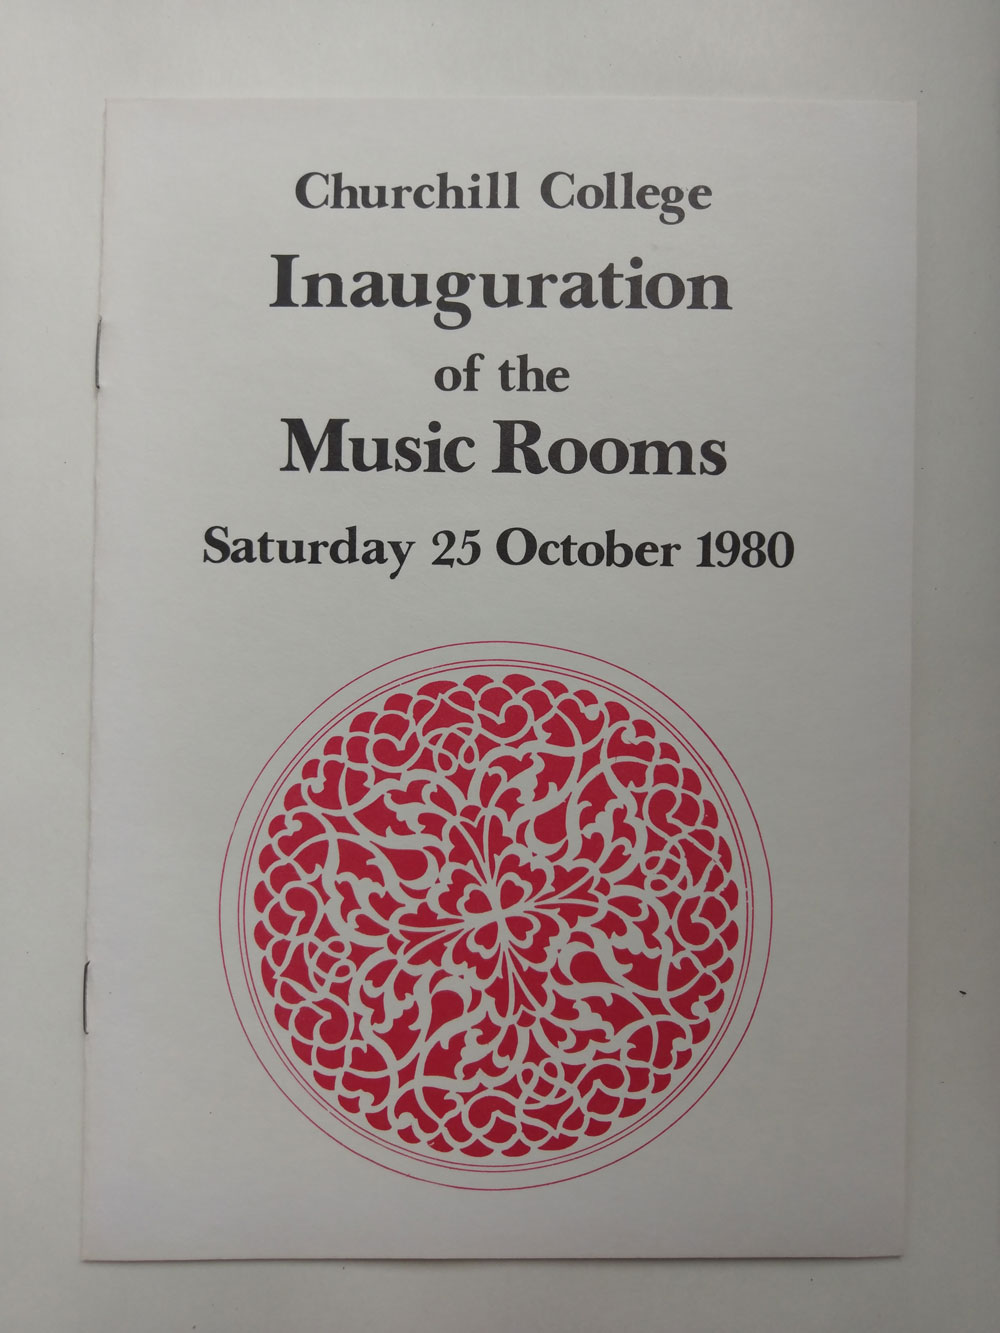 Churchill College
Inauguration
of the
Music Rooms
Saturday 25 October 1980